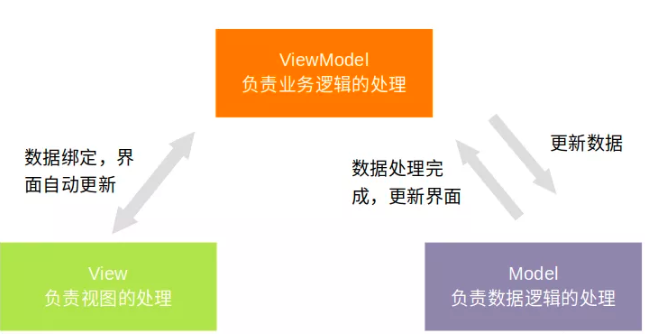 ViewModel
负责业务逻辑的处理
数据绑定，界
面自动更新
数据处理完
成，更新界面
更新数据
View
负责视图的处理
Model
负责数据逻辑的处理